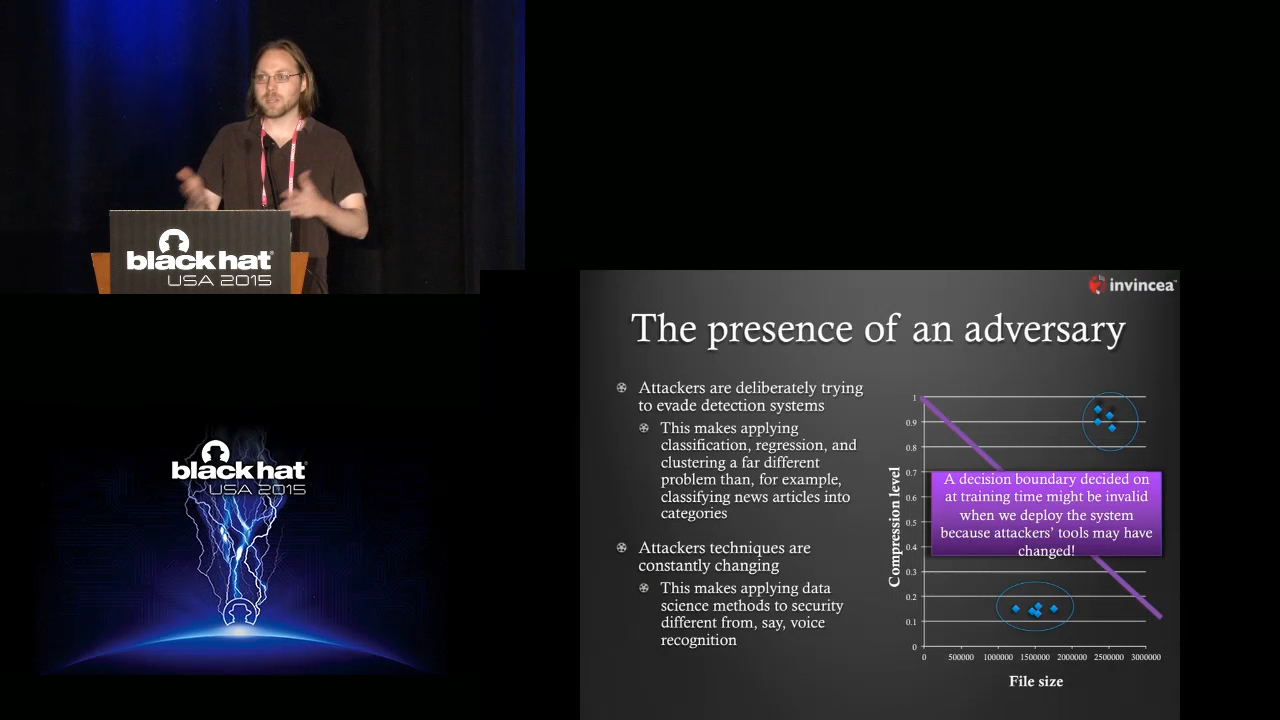 black hat
USA 2015
black hat
USA 2015
invincea
The presence of an adversary
Attackers are deliberately trying
to evade detection systems
This makes applying
classification, regression, and
clustering a far different
problem than, for example,
classifying news articles into
categories
Attackers techniques are
constantly changing
This makes applying data
science methods to security
different from, say, voice
recognition
Compression level
1
0.9
0.8
0.7
0.6
0.5
0.4
0.3
0.2
0.1
0
A decision boundary decided on
at training time might be invalid
when we deploy the system
because attackers' tools may have
changed!
0 500000 1000000 1500000 2000000 2500000 3000000
File size